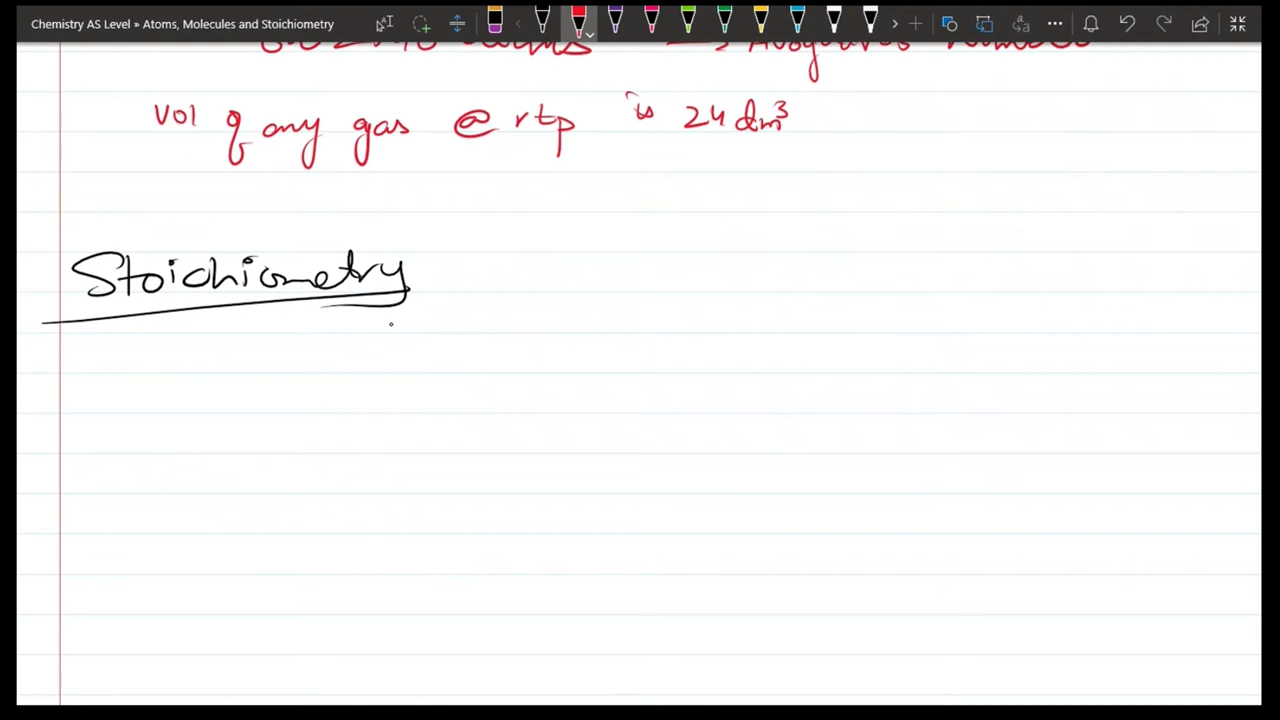 Chemistry AS Level » Atoms, Molecules and Stoichiometry
vol of any gas @ rtp is 24 dm³
Stoichiometry